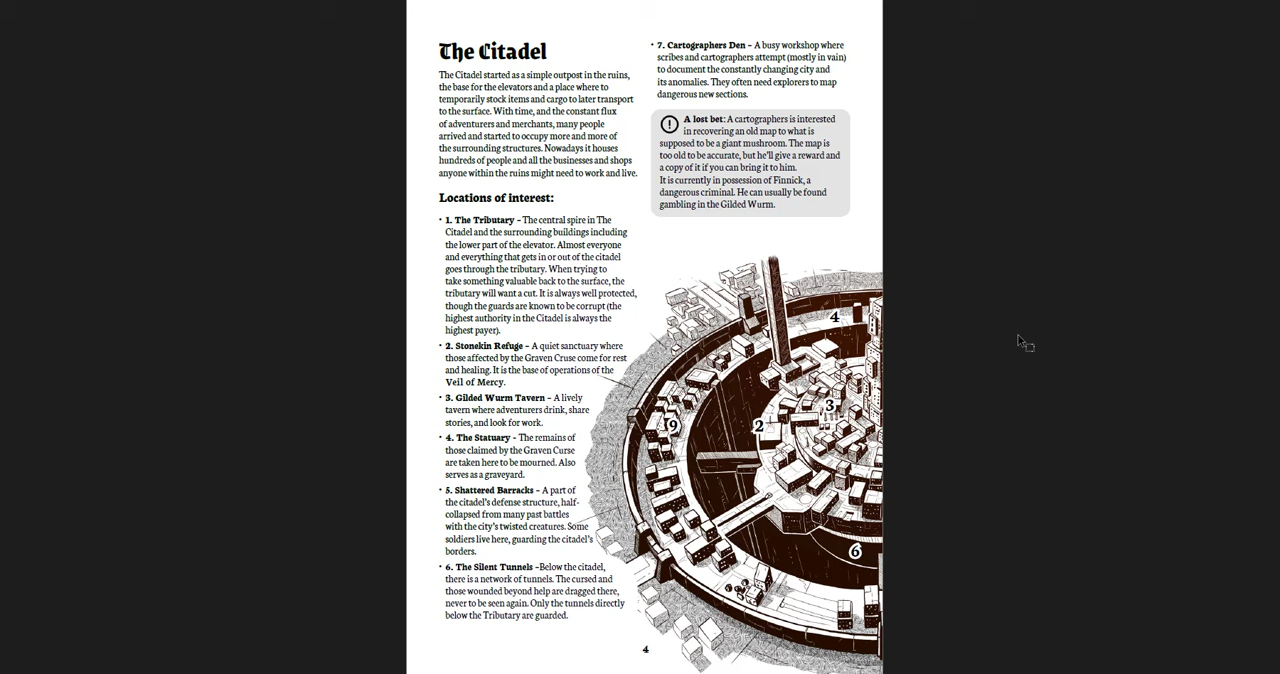 The Citadel
The Citadel started as a simple outpost in the ruins,
the base for the elevators and a place where to
temporarily stock items and cargo to later transport
to the surface. With time, and the constant flux
of adventurers and merchants, many people
arrived and started to occupy more and more of
the surrounding structures. Nowadays it houses
hundreds of people and all the businesses and shops
anyone within the ruins might need to work and live.
Locations of interest:
• 1. The Tributary – The central spire in The
Citadel and the surrounding buildings including
the lower part of the elevator. Almost everyone
and everything that gets in or out of the citadel
goes through the tributary. When trying to
take something valuable back to the surface, the
tributary will want a cut. It is always well protected,
though the guards are known to be corrupt (the
highest authority in the Citadel is always the
highest payer).
• 2. Stonekin Refuge – A quiet sanctuary where
those affected by the Graven Cruse come for rest
and healing. It is the base of operations of the
Veil of Mercy.
• 3. Gilded Wurm Tavern – A lively
tavern where adventurers drink, share
stories, and look for work.
• 4. The Statuary - The remains of
those claimed by the Graven Curse
are taken here to be mourned. Also
serves as a graveyard.
• 5. Shattered Barracks – A part of
the citadel's defense structure, half-
collapsed from many past battles
with the city's twisted creatures. Some
soldiers live here, guarding the citadel's
borders.
• 6. The Silent Tunnels –Below the citadel,
there is a network of tunnels. The cursed and
those wounded beyond help are dragged there,
never to be seen again. Only the tunnels directly
below the Tributary are guarded.
• 7. Cartographers Den – A busy workshop where
scribes and cartographers attempt (mostly in vain)
to document the constantly changing city and
its anomalies. They often need explorers to map
dangerous new sections.
! A lost bet: A cartographers is interested
in recovering an old map to what is
supposed to be a giant mushroom. The map is
too old to be accurate, but he'll give a reward and
a copy of it if you can bring it to him.
It is currently in possession of Finnick, a
dangerous criminal. He can usually be found
gambling in the Gilded Wurm.
4
3
9
2
6
4